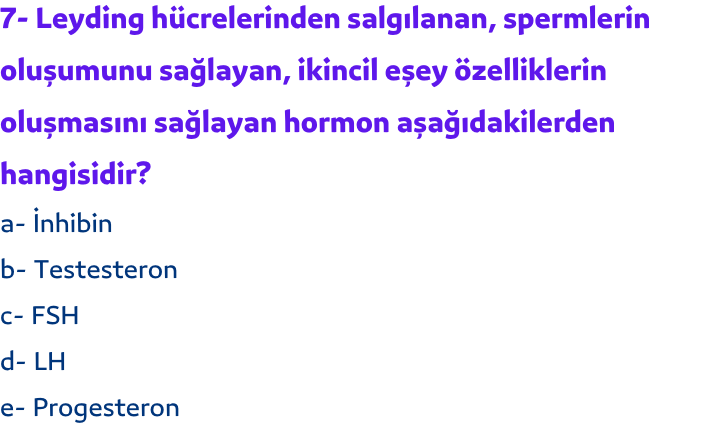 7- Leyding hücrelerinden salgılanan, spermlerin
oluşumunu sağlayan, ikincil eşey özelliklerin
oluşmasını sağlayan hormon aşağıdakilerden
hangisidir?
a- İnhibin
b- Testesteron
c- FSH
d- LH
e- Progesteron